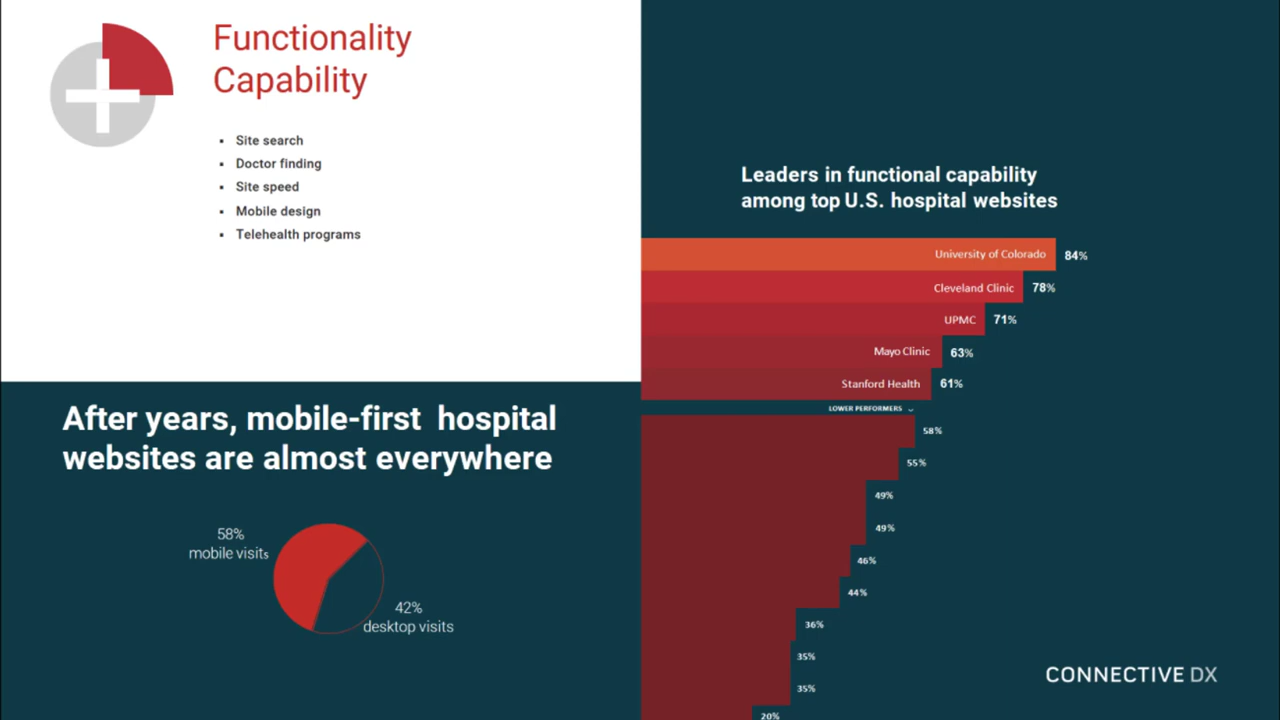 Functionality
Capability
▪ Site search
▪ Doctor finding
▪ Site speed
▪ Mobile design
▪ Telehealth programs
After years, mobile-first hospital
websites are almost everywhere
58%
mobile visits
42%
desktop visits
Leaders in functional capability
among top U.S. hospital websites
University of Colorado 84%
Cleveland Clinic 78%
UPMC 71%
Mayo Clinic 63%
Stanford Health 61%
LOWER PERFORMERS
58%
55%
49%
49%
46%
44%
36%
35%
35%
20%
CONNECTIVE DX